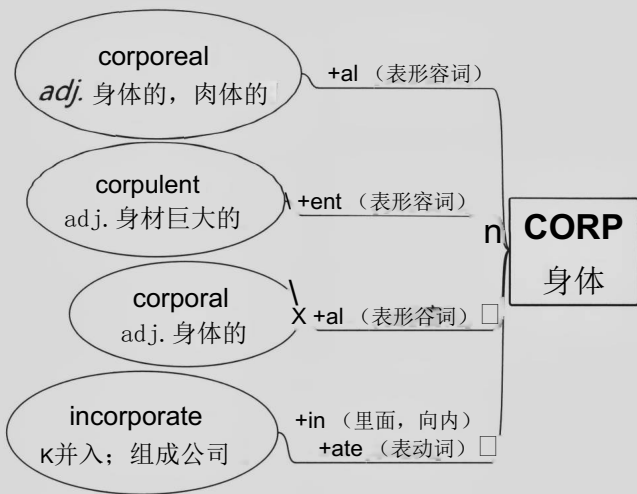 corporeal
adj. 身体的，肉体的
+al （表形容词）
corpulent
adj. 身材巨大的
+ent （表形容词）
n
CORP
身体
corporal
adj. 身体的
X +al （表形容词）
incorporate
K并入；组成公司
+in （里面，向内）
+ate （表动词）